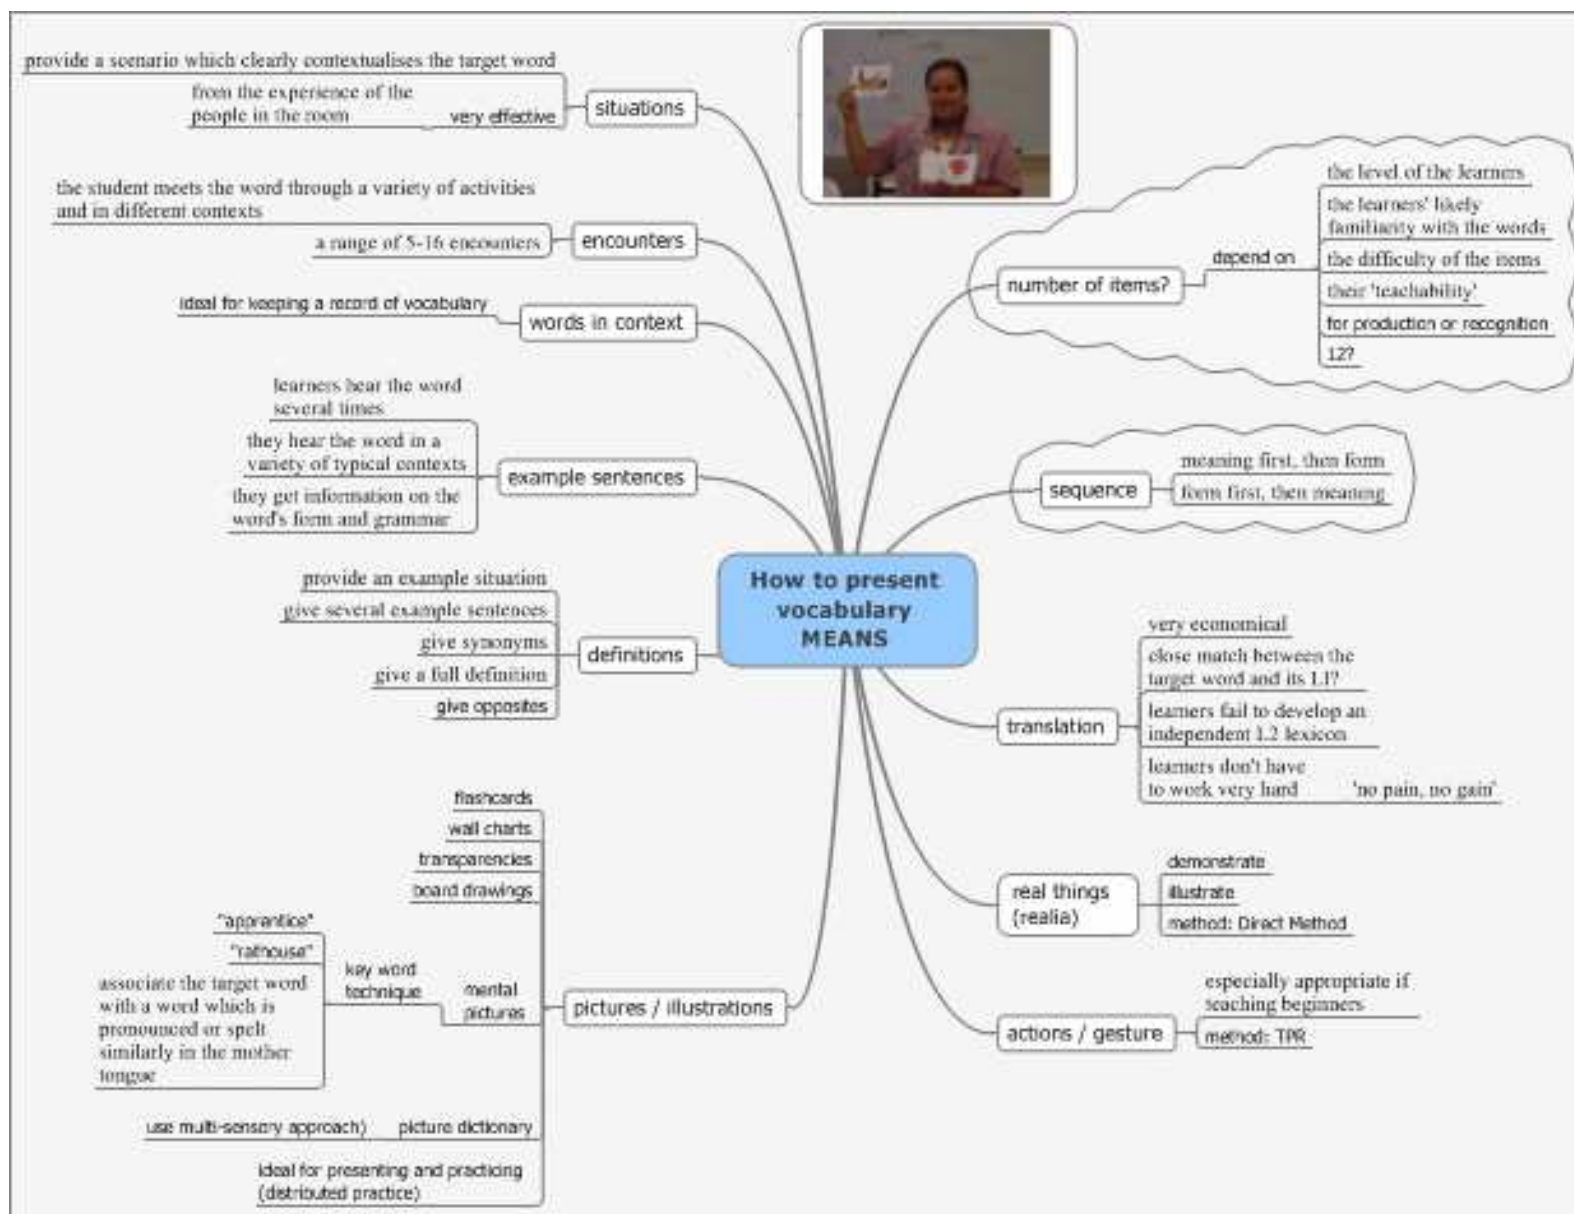 provide a scenario which clearly contextualises the target word
from the experience of the
people in the room
very effective
situations
the student meets the word through a variety of activities
and in different contexts
a range of 5-16 encounters
encounters
ideal for keeping a record of vocabulary
words in context
learners hear the word
several times
they hear the word in a
variety of typical contexts
they get information on the
word's form and grammar
example sentences
provide an example situation
give several example sentences
give synonyms
give a full definition
give opposites
definitions
flashcards
wall charts
transparencies
board drawings
"apprentice"
"rathouse"
associate the target word
with a word which is
pronounced or spelt
similarly in the mother
tongue
key word
technique
mental
pictures
use multi-sensory approach)
picture dictionary
ideal for presenting and practicing
(distributed practice)
pictures / illustrations
How to present
vocabulary
MEANS
number of items?
depend on
the level of the learners
the learners' likely
familiarity with the words
the difficulty of the items
their 'teachability'
for production or recognition
12?
sequence
meaning first, then form
form first, then meaning
translation
very economical
close match between the
target word and its L1?
learners fail to develop an
independent L2 lexicon
learners don't have
to work very hard
'no pain, no gain'
real things
(realia)
demonstrate
illustrate
method: Direct Method
actions / gesture
especially appropriate if
teaching beginners
method: TPR